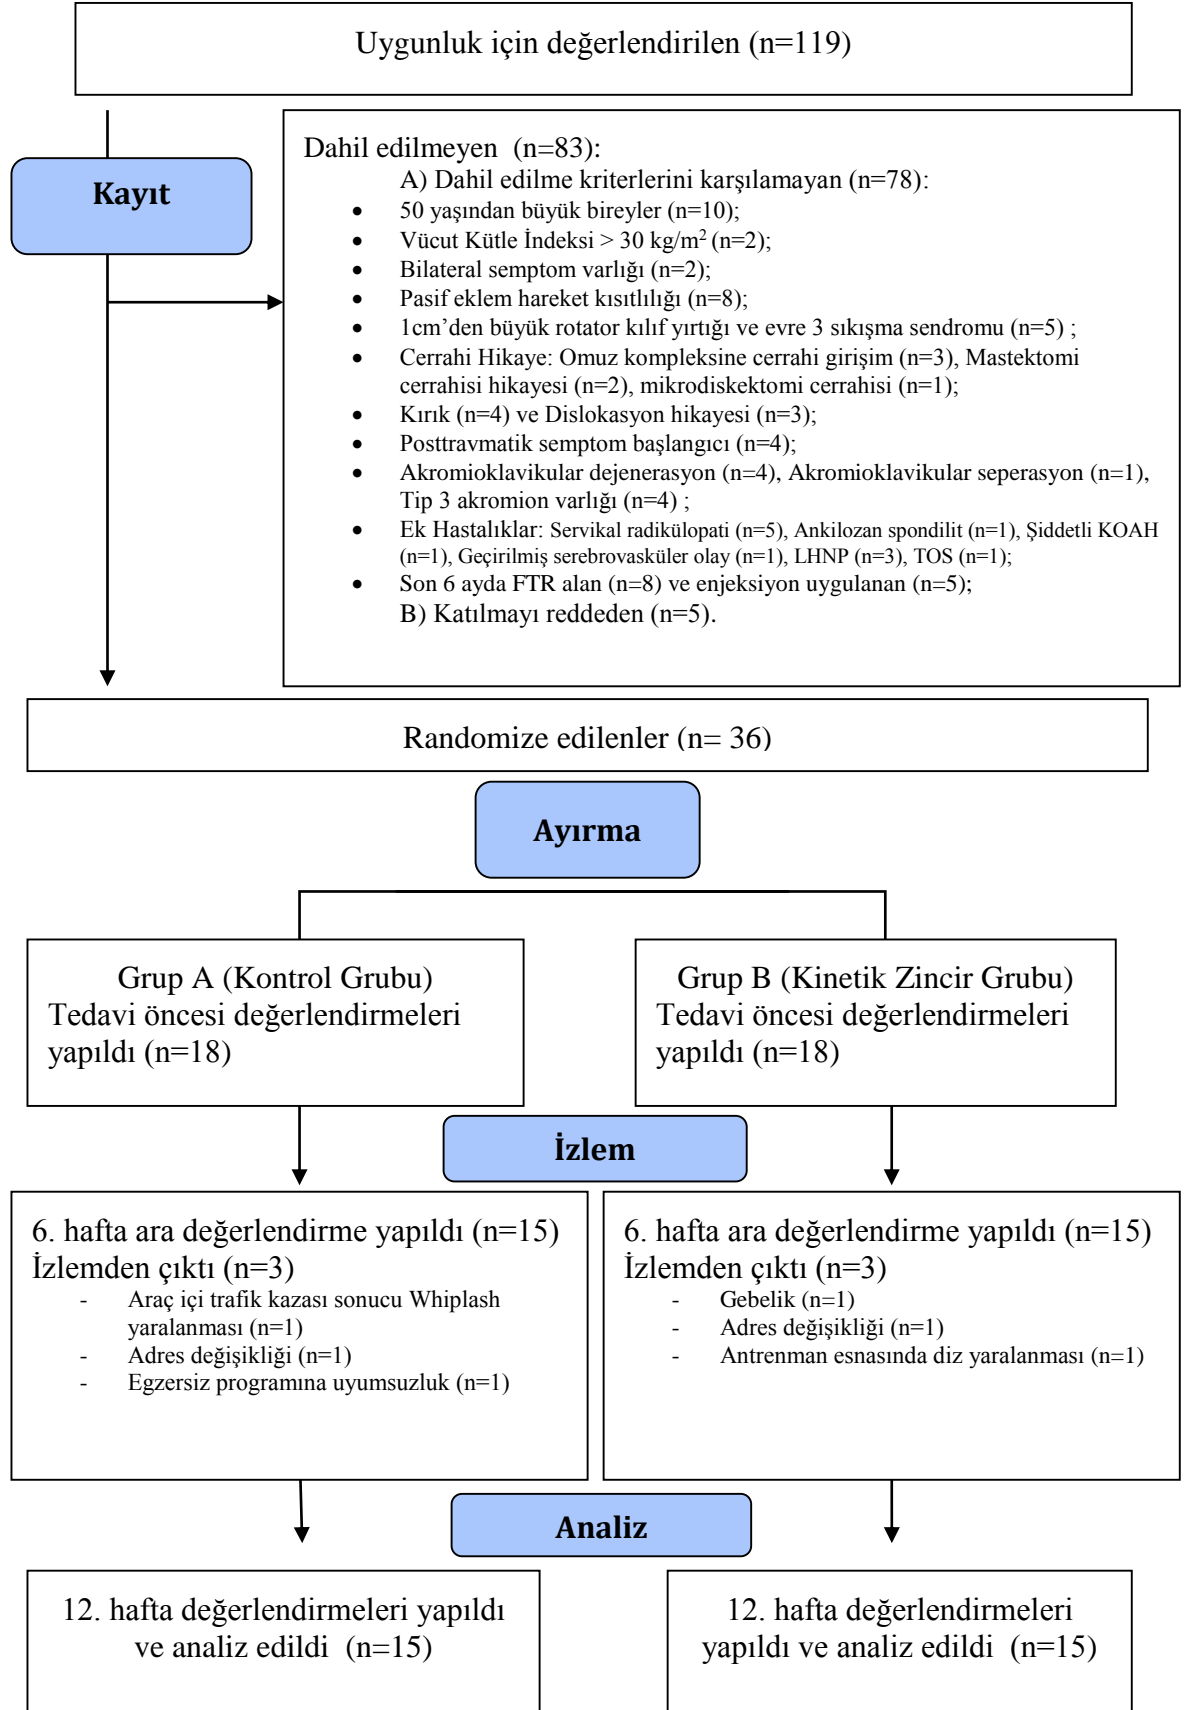 Uygunluk için değerlendirilen (n=119)
Kayıt
Dahil edilmeyen (n=83):
A) Dahil edilme kriterlerini karşılamayan (n=78):
• 50 yaşından büyük bireyler (n=10);
• Vücut Kütle İndeksi > 30 kg/m² (n=2);
• Bilateral semptom varlığı (n=2);
• Pasif eklem hareket kısıtlılığı (n=8);
• 1cm’den büyük rotator kılıf yırtığı ve evre 3 sıkışma sendromu (n=5) ;
• Cerrahi Hikaye: Omuz kompleksine cerrahi girişim (n=3), Mastektomi
cerrahisi hikayesi (n=2), mikrodiskektomi cerrahisi (n=1);
• Kırık (n=4) ve Dislokasyon hikayesi (n=3);
• Posttravmatik semptom başlangıcı (n=4);
• Akromioklavikular dejenerasyon (n=4), Akromioklavikular seperasyon (n=1),
Tip 3 akromion varlığı (n=4) ;
• Ek Hastalıklar: Servikal radikülopati (n=5), Ankilozan spondilit (n=1), Şiddetli KOAH
(n=1), Geçirilmiş serebrovasküler olay (n=1), LHNP (n=3), TOS (n=1);
• Son 6 ayda FTR alan (n=8) ve enjeksiyon uygulanan (n=5);
B) Katılmayı reddeden (n=5).
Randomize edilenler (n= 36)
Ayırma
Grup A (Kontrol Grubu)
Tedavi öncesi değerlendirmeleri
yapıldı (n=18)
Grup B (Kinetik Zincir Grubu)
Tedavi öncesi değerlendirmeleri
yapıldı (n=18)
İzlem
6. hafta ara değerlendirme yapıldı (n=15)
İzlemden çıktı (n=3)
- Araç içi trafik kazası sonucu Whiplash
yaralanması (n=1)
- Adres değişikliği (n=1)
- Egzersiz programına uyumsuzluk (n=1)
6. hafta ara değerlendirme yapıldı (n=15)
İzlemden çıktı (n=3)
- Gebelik (n=1)
- Adres değişikliği (n=1)
- Antrenman esnasında diz yaralanması (n=1)
Analiz
12. hafta değerlendirmeleri yapıldı
ve analiz edildi (n=15)
12. hafta değerlendirmeleri
yapıldı ve analiz edildi (n=15)